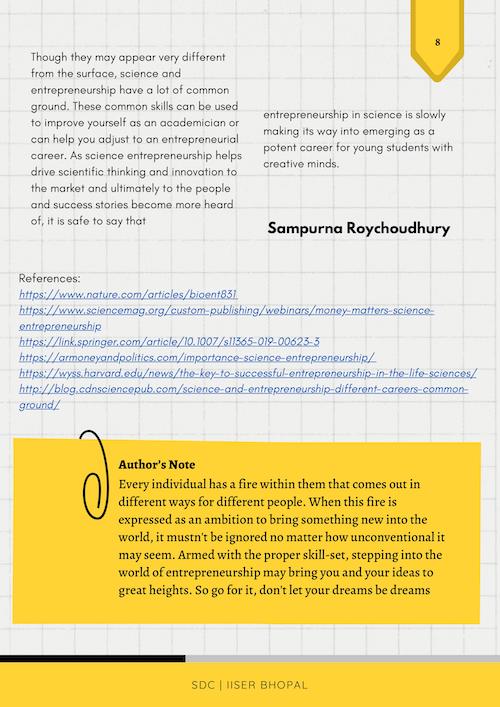 8
Though they may appear very different
from the surface, science and
entrepreneurship have a lot of common
ground. These common skills can be used
to improve yourself as an academician or
can help you adjust to an entrepreneurial
career. As science entrepreneurship helps
drive scientific thinking and innovation to
the market and ultimately to the people
and success stories become more heard
of, it is safe to say that
entrepreneurship in science is slowly
making its way into emerging as a
potent career for young students with
creative minds.
Sampurna Roychoudhury
References:
https://www.nature.com/articles/bioent831
https://www.sciencemag.org/custom-publishing/webinars/money-matters-science-
entrepreneurship
https://link.springer.com/article/10.1007/s11365-019-00623-3
https://armoneyandpolitics.com/importance-science-entrepreneurship/
https://wyss.harvard.edu/news/the-key-to-successful-entrepreneurship-in-the-life-sciences/
http://blog.cdnsciencepub.com/science-and-entrepreneurship-different-careers-common-
ground/
Author's Note
Every individual has a fire within them that comes out in
different ways for different people. When this fire is
expressed as an ambition to bring something new into the
world, it mustn't be ignored no matter how unconventional it
may seem. Armed with the proper skill-set, stepping into the
world of entrepreneurship may bring you and your ideas to
great heights. So go for it, don't let your dreams be dreams
SDC | IISER BHOPAL